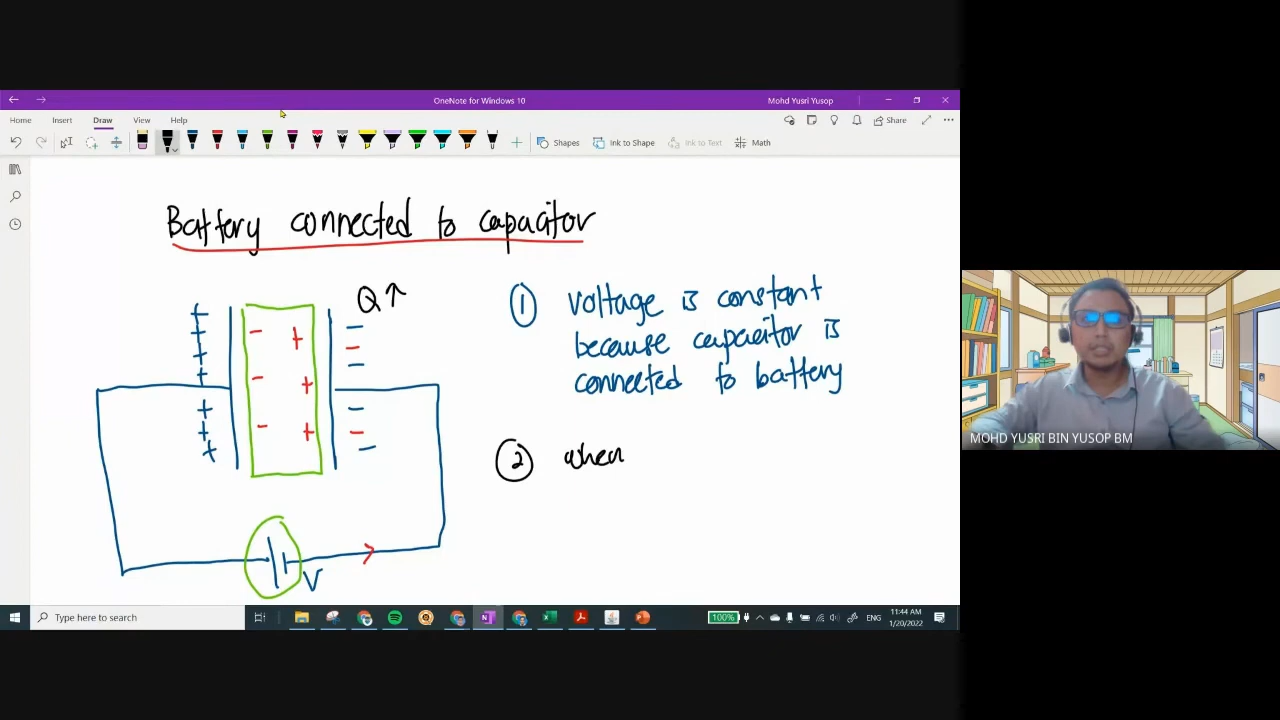 OneNote for Windows 10
Mohd Yusri Yusop
Home Insert Draw View Help
Share
Shapes Ink to Shape Ink to Text Math
Battery connected to capacitor
Q↑
+ + + + + + +
- + - + - +
- - - - - -
V
① voltage is constant
because capacitor is
connected to battery
② when
MOHD YUSRI BIN YUSOP BM
Type here to search
100%
ENG
11:44 AM
1/20/2022